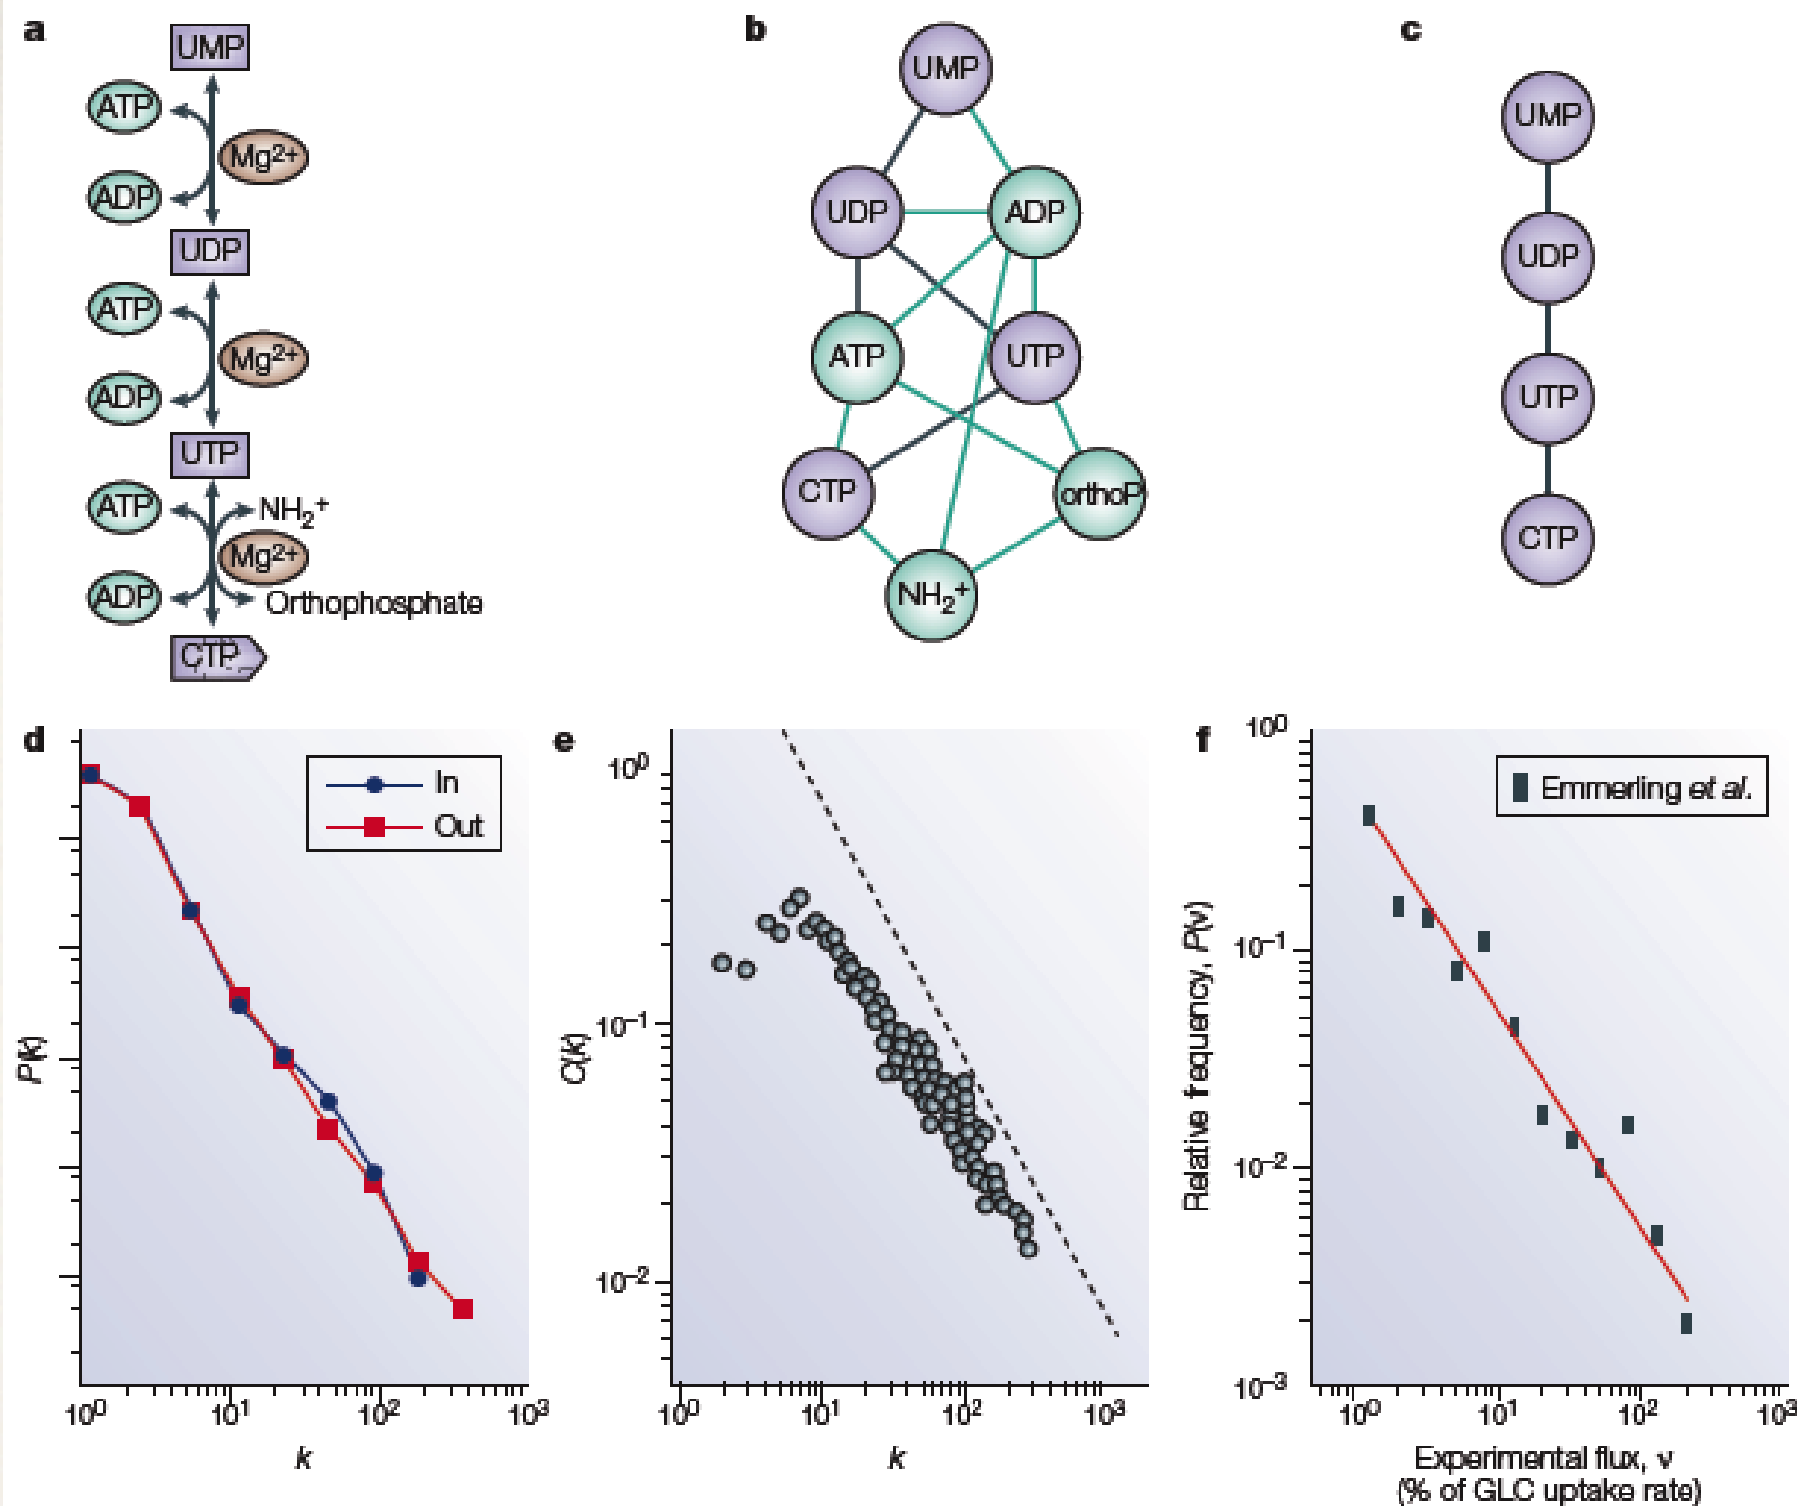 a
UMP
ATP
Mg2+
ADP
UDP
ATP
Mg2+
ADP
UTP
ATP
NH2+
Mg2+
ADP
Orthophosphate
CTP
b
UMP
UDP
ADP
ATP
UTP
CTP
orthoP
NH2+
c
UMP
UDP
UTP
CTP
d
In
Out
P(k)
10^0
10^1
10^2
10^3
k
e
10^0
10^–1
10^–2
C(k)
10^0
10^1
10^2
10^3
k
f
10^0
10^–1
10^–2
10^–3
Emmerling et al.
Relative frequency, P(v)
10^0
10^1
10^2
10^3
Experimental flux, v
(% of GLC uptake rate)